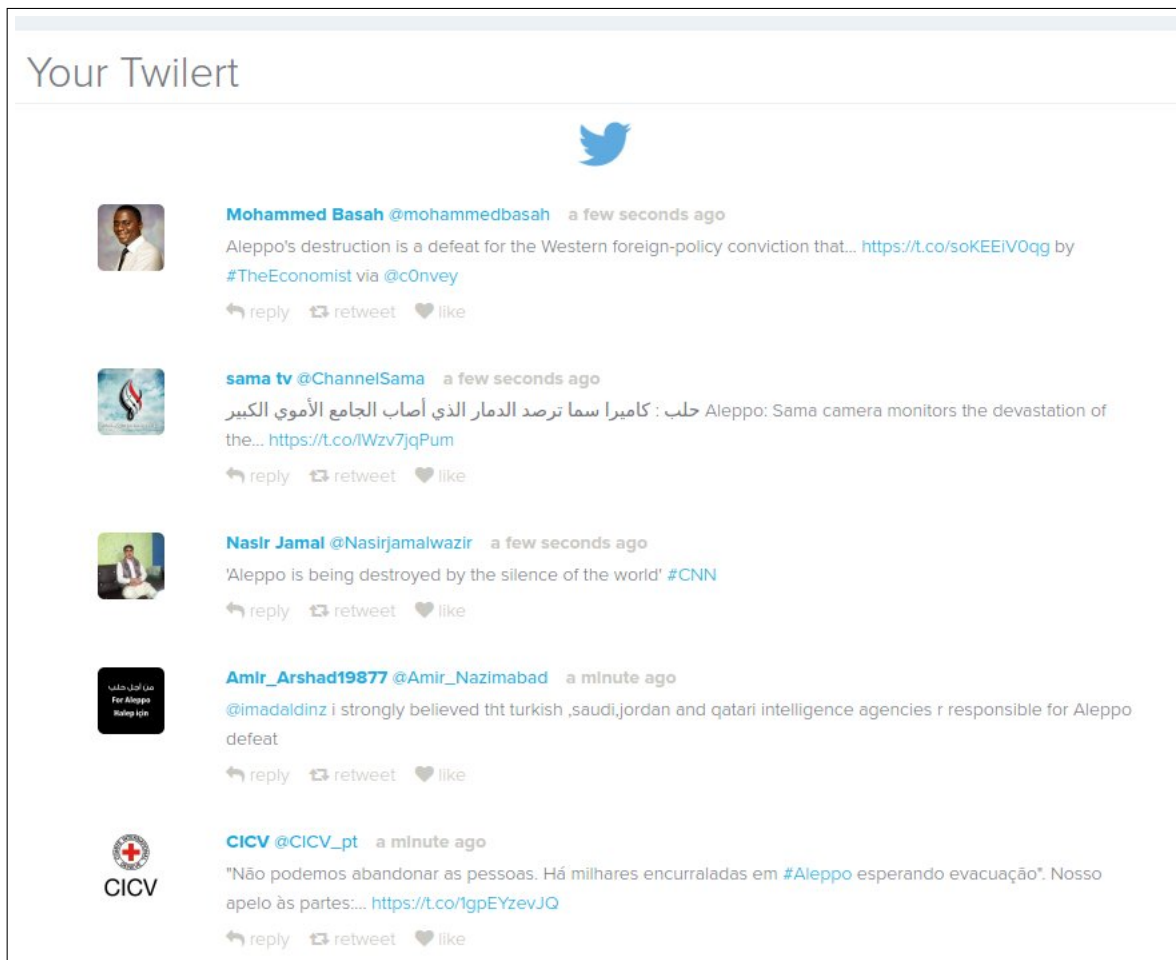 Your Twilert
Mohammed Basah @mohammedbasah a few seconds ago
Aleppo's destruction is a defeat for the Western foreign-policy conviction that... https://t.co/soKEEiV0qg by
#TheEconomist via @c0nvey
reply retweet like
sama tv @ChannelSama a few seconds ago
حلب : كاميرا سما ترصد الدمار الذي أصاب الجامع الأموي الكبير Aleppo: Sama camera monitors the devastation of
the... https://t.co/lWzv7jqPum
reply retweet like
Nasir Jamal @Nasirjamalwazir a few seconds ago
'Aleppo is being destroyed by the silence of the world' #CNN
reply retweet like
من أجل حلب
For Aleppo
Halep için
Amir_Arshad19877 @Amir_Nazimabad a minute ago
@imadaldinz i strongly believed tht turkish ,saudi,jordan and qatari intelligence agencies r responsible for Aleppo
defeat
reply retweet like
CICV
CICV @CICV_pt a minute ago
"Não podemos abandonar as pessoas. Há milhares encurraladas em #Aleppo esperando evacuação". Nosso
apelo às partes:... https://t.co/1gpEYzevJQ
reply retweet like